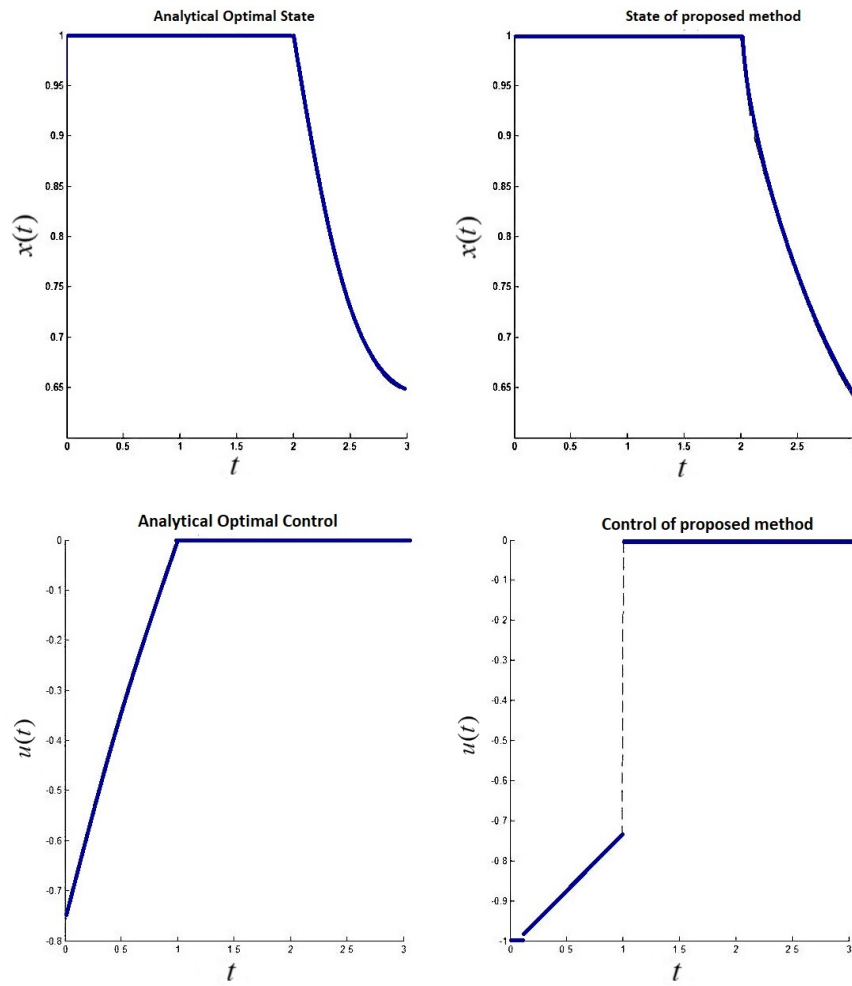 Analytical Optimal State
1
0.95
0.9
0.85
0.8
0.75
0.7
0.65
x(t)
0 0.5 1 1.5 2 2.5 3
t
State of proposed method
1
0.95
0.9
0.85
0.8
0.75
0.7
0.65
x(t)
0 0.5 1 1.5 2 2.5 3
t
Analytical Optimal Control
0
-0.1
-0.2
-0.3
-0.4
-0.5
-0.6
-0.7
-0.8
u(t)
0 0.5 1 1.5 2 2 5 3
t
Control of proposed method
0
-0.1
-0.2
-0.3
-0.4
-0.5
-0.6
-0.7
-0.8
-0.9
-1
u(t)
0 0 5 1 1.5 2 2 5 3
t